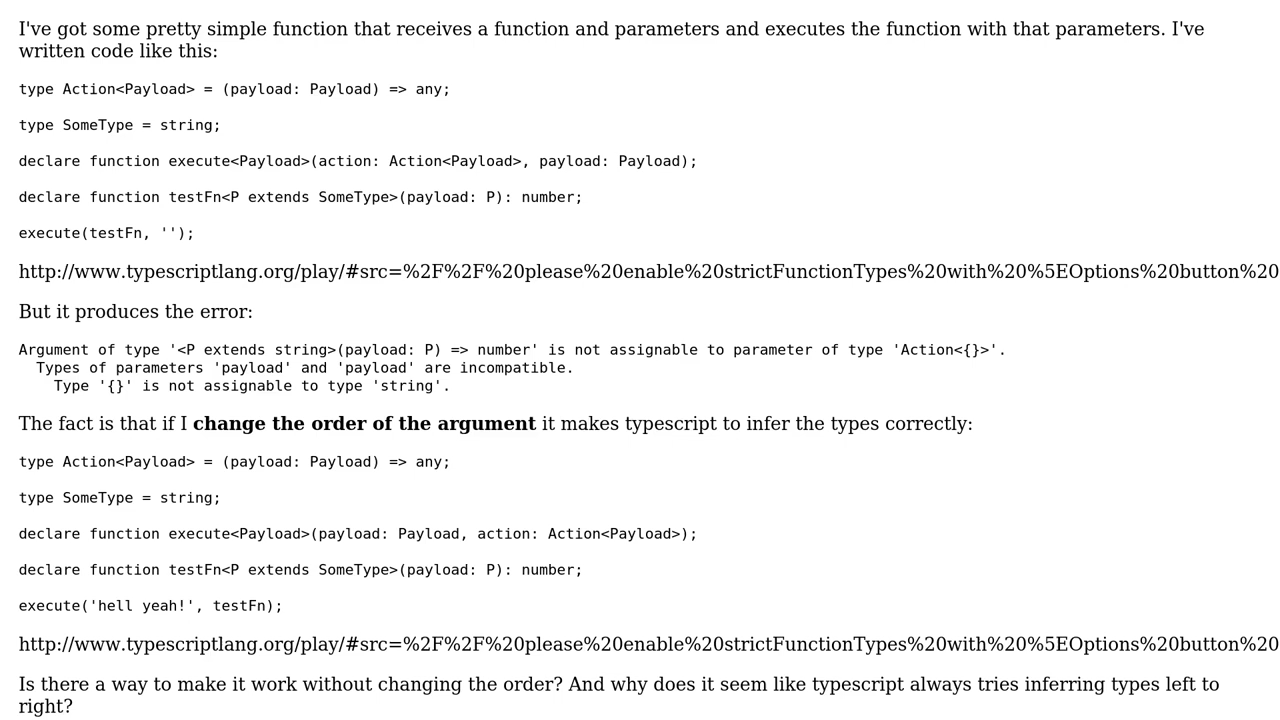 I've got some pretty simple function that receives a function and parameters and executes the function with that parameters. I've
written code like this:
type Action<Payload> = (payload: Payload) => any;
type SomeType = string;
declare function execute<Payload>(action: Action<Payload>, payload: Payload);
declare function testFn<P extends SomeType>(payload: P): number;
execute(testFn, '');
http://www.typescriptlang.org/play/#src=%2F%2F%20please%20enable%20strictFunctionTypes%20with%20%5EOptions%20button%20
But it produces the error:
Argument of type '<P extends string>(payload: P) => number' is not assignable to parameter of type 'Action<{}>'.
Types of parameters 'payload' and 'payload' are incompatible.
Type '{}' is not assignable to type 'string'.
The fact is that if I change the order of the argument it makes typescript to infer the types correctly:
type Action<Payload> = (payload: Payload) => any;
type SomeType = string;
declare function execute<Payload>(payload: Payload, action: Action<Payload>);
declare function testFn<P extends SomeType>(payload: P): number;
execute('hell yeah!', testFn);
http://www.typescriptlang.org/play/#src=%2F%2F%20please%20enable%20strictFunctionTypes%20with%20%5EOptions%20button%20
Is there a way to make it work without changing the order? And why does it seem like typescript always tries inferring types left to
right?